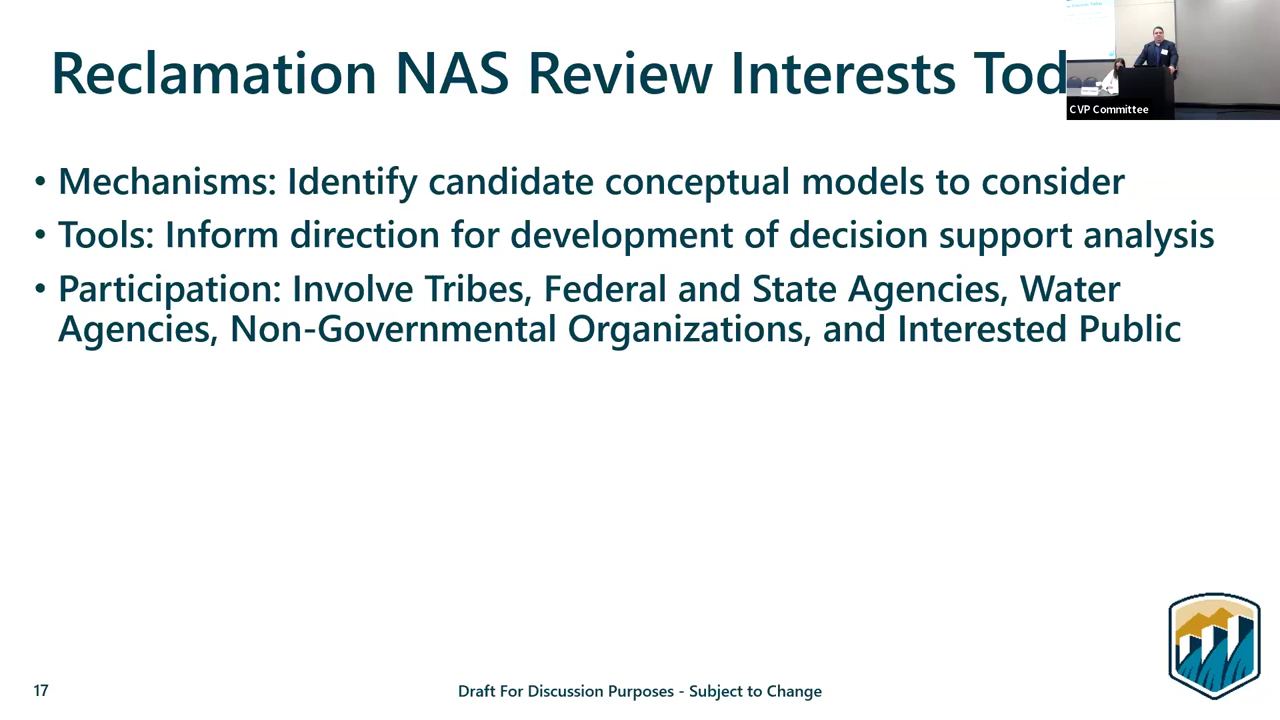 Reclamation NAS Review Interests Tod
CVP Committee
• Mechanisms: Identify candidate conceptual models to consider
• Tools: Inform direction for development of decision support analysis
• Participation: Involve Tribes, Federal and State Agencies, Water
Agencies, Non-Governmental Organizations, and Interested Public
17
Draft For Discussion Purposes - Subject to Change